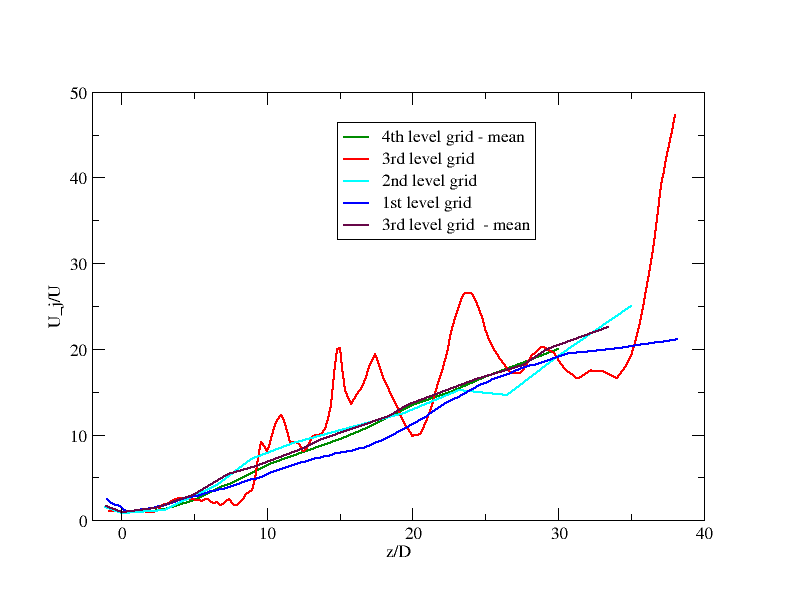 50
40
30
20
10
0
U_j/U
4th level grid - mean
3rd level grid
2nd level grid
1st level grid
3rd level grid  - mean
0 10 20 30 40
z/D